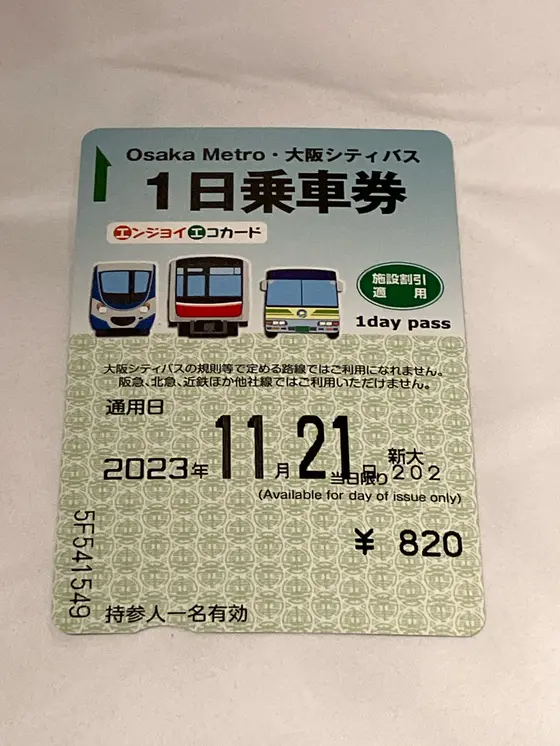 Osaka Metro・大阪シティバス
1日乗車券
エンジョイエコカード
施設割引
適用
1day pass
大阪シティバスの規則等で定める路線ではご利用になれません。
阪急、北急、近鉄ほか他社線ではご利用いただけません。
通用日
2023年11月21日
新大
202
当日限り
(Available for day of issue only)
¥ 820
5F541549
持参人一名有効